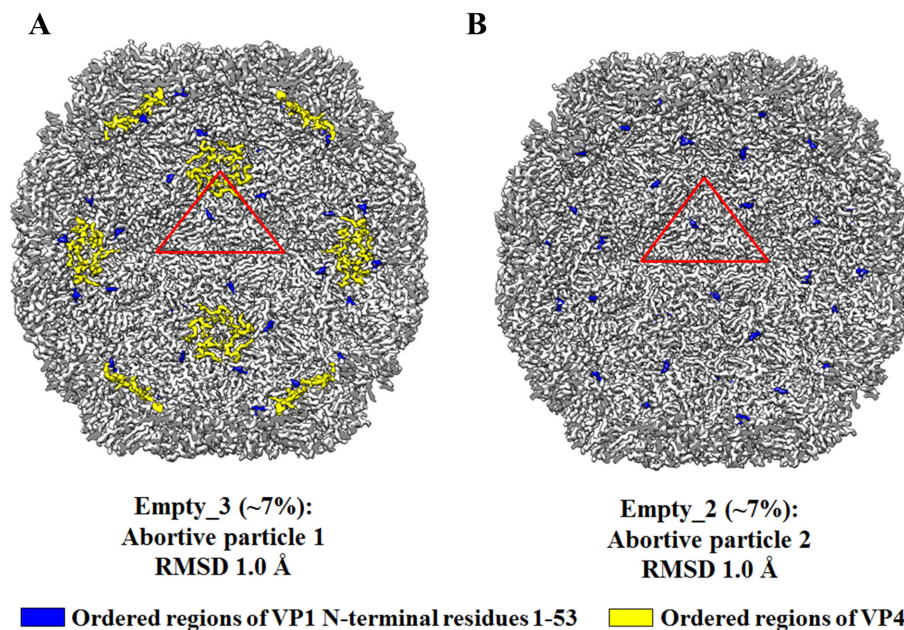 A
B
Empty_3 (~7%):
Abortive particle 1
RMSD 1.0 Å
Empty_2 (~7%):
Abortive particle 2
RMSD 1.0 Å
Ordered regions of VP1 N-terminal residues 1-53
Ordered regions of VP4